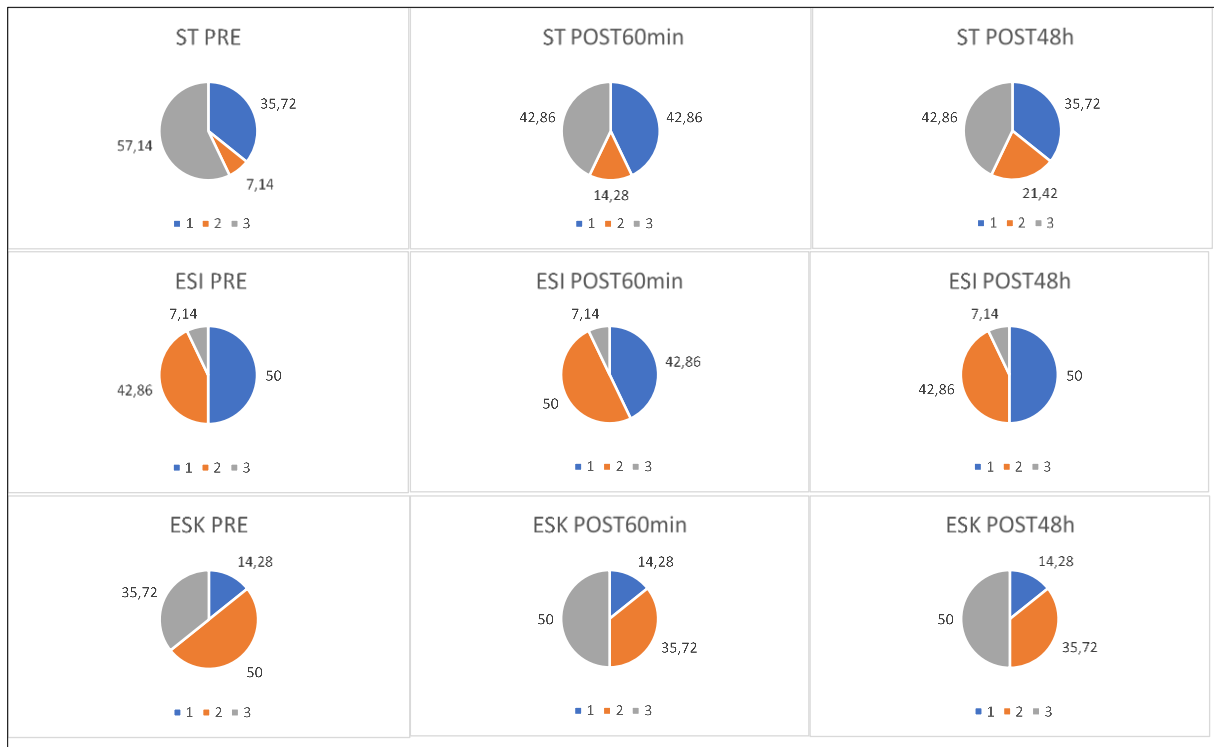 ST PRE
35,72
57,14
7,14
1 2 3
ST POST60min
42,86
42,86
14,28
1 2 3
ST POST48h
42,86
35,72
21,42
1 2 3
ESI PRE
7,14
42,86
50
1 2 3
ESI POST60min
7,14
42,86
50
1 2 3
ESI POST48h
7,14
42,86
50
1 2 3
ESK PRE
14,28
35,72
50
1 2 3
ESK POST60min
14,28
50
35,72
1 2 3
ESK POST48h
14,28
50
35,72
1 2 3